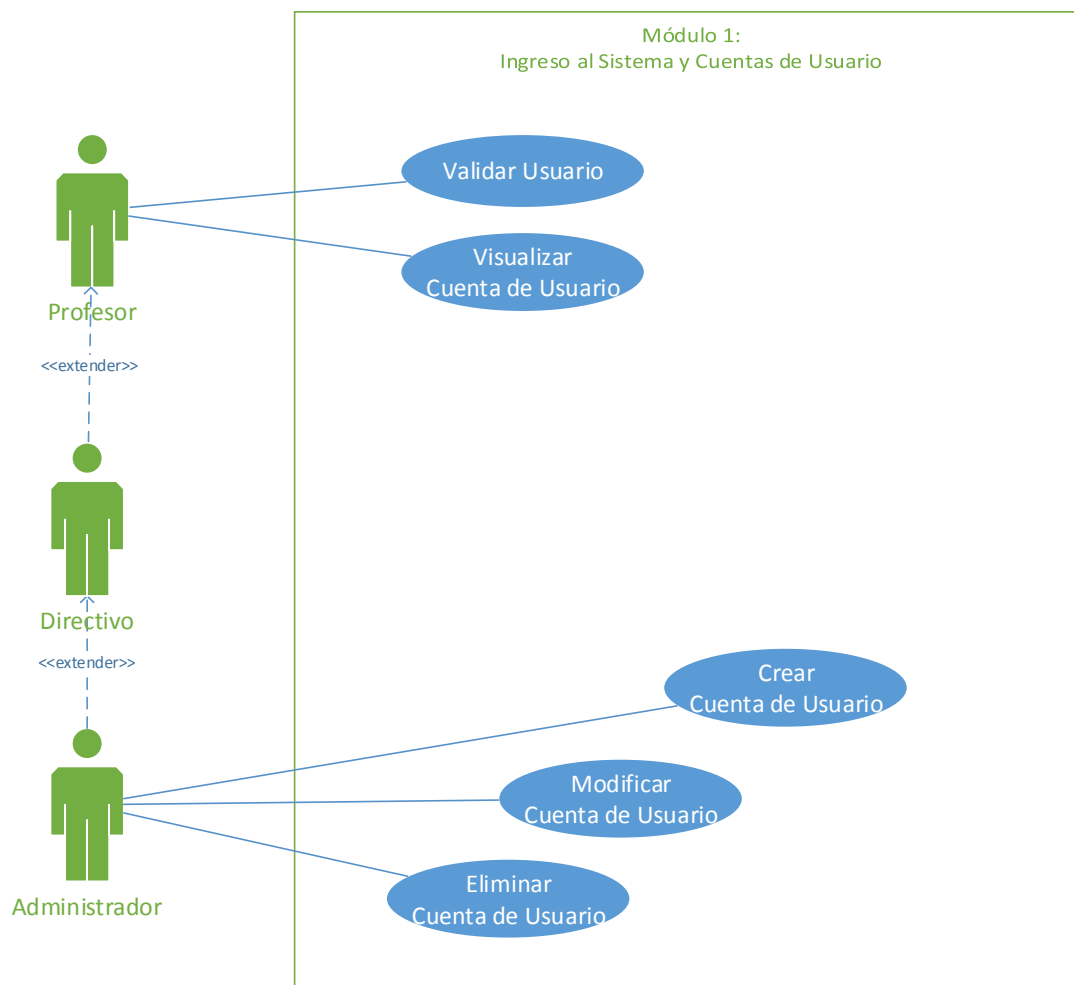 Módulo 1:
Ingreso al Sistema y Cuentas de Usuario
Validar Usuario
Visualizar
Cuenta de Usuario
Profesor
<<extender>>
Directivo
<<extender>>
Crear
Cuenta de Usuario
Modificar
Cuenta de Usuario
Eliminar
Cuenta de Usuario
Administrador